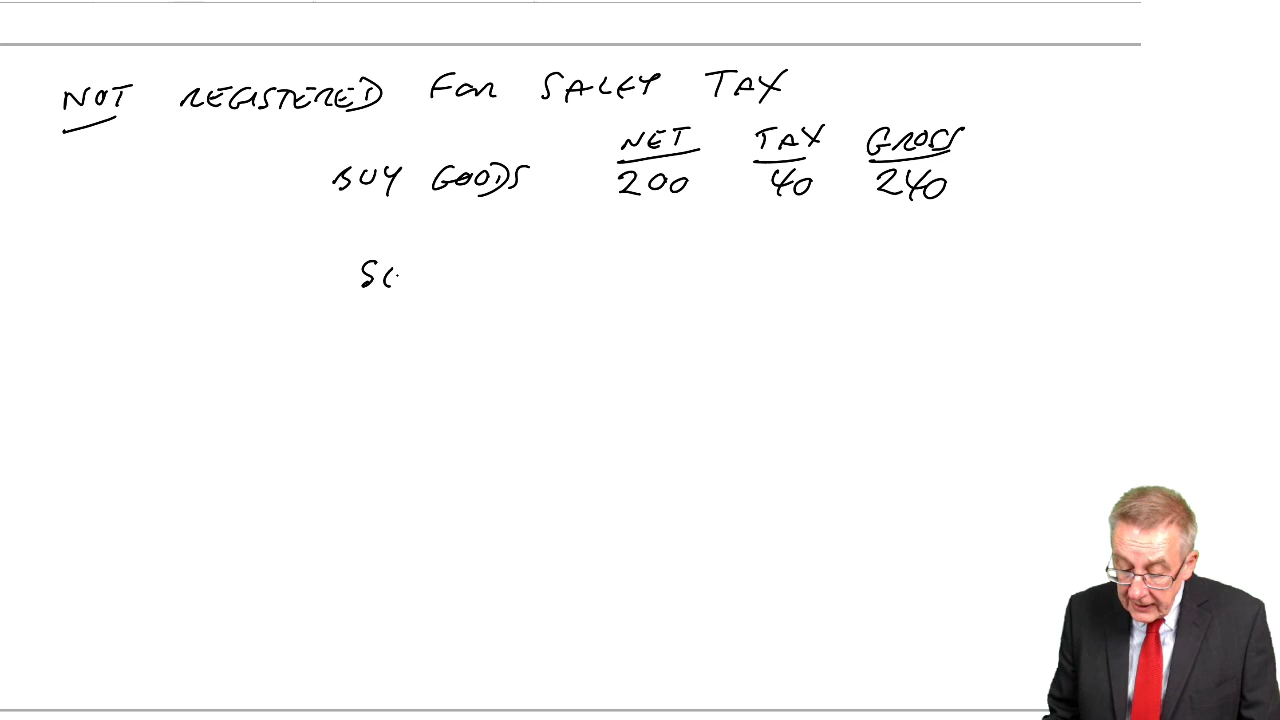 NOT REGISTERED FOR SALES TAX
NET TAX GROSS
BUY GOODS 200 40 240